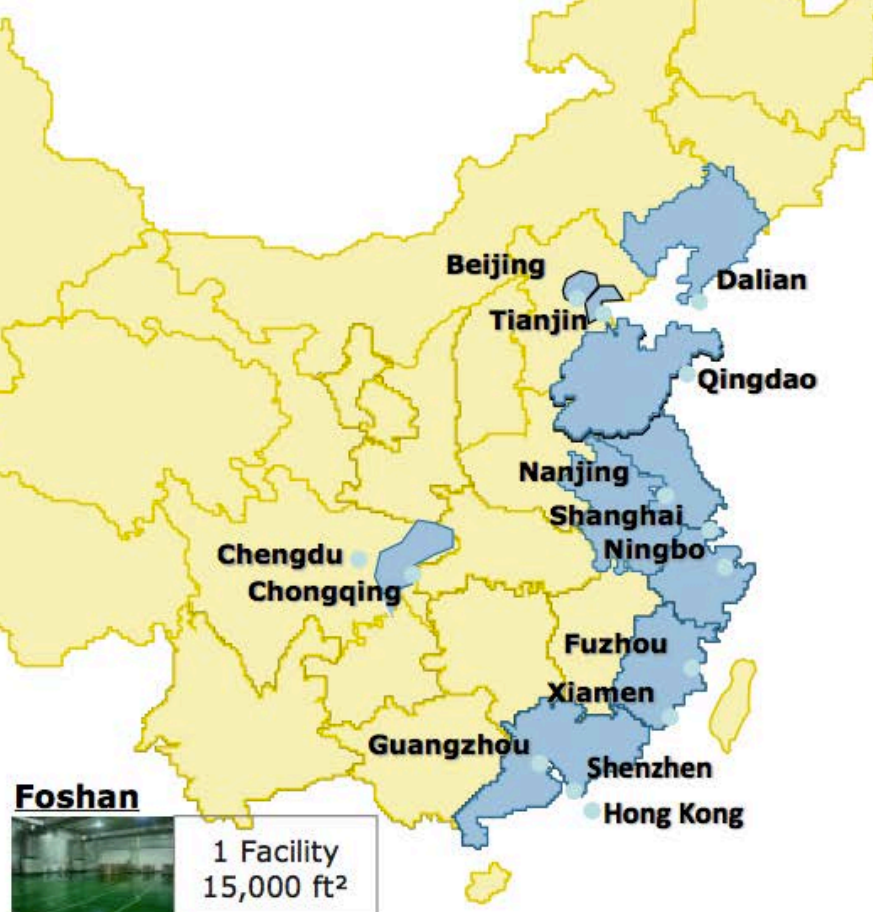 Beijing
Dalian
Tianjin
Qingdao
Nanjing
Shanghai
Ningbo
Chengdu
Chongqing
Fuzhou
Xiamen
Guangzhou
Shenzhen
Hong Kong
Foshan
1 Facility
15,000 ft²